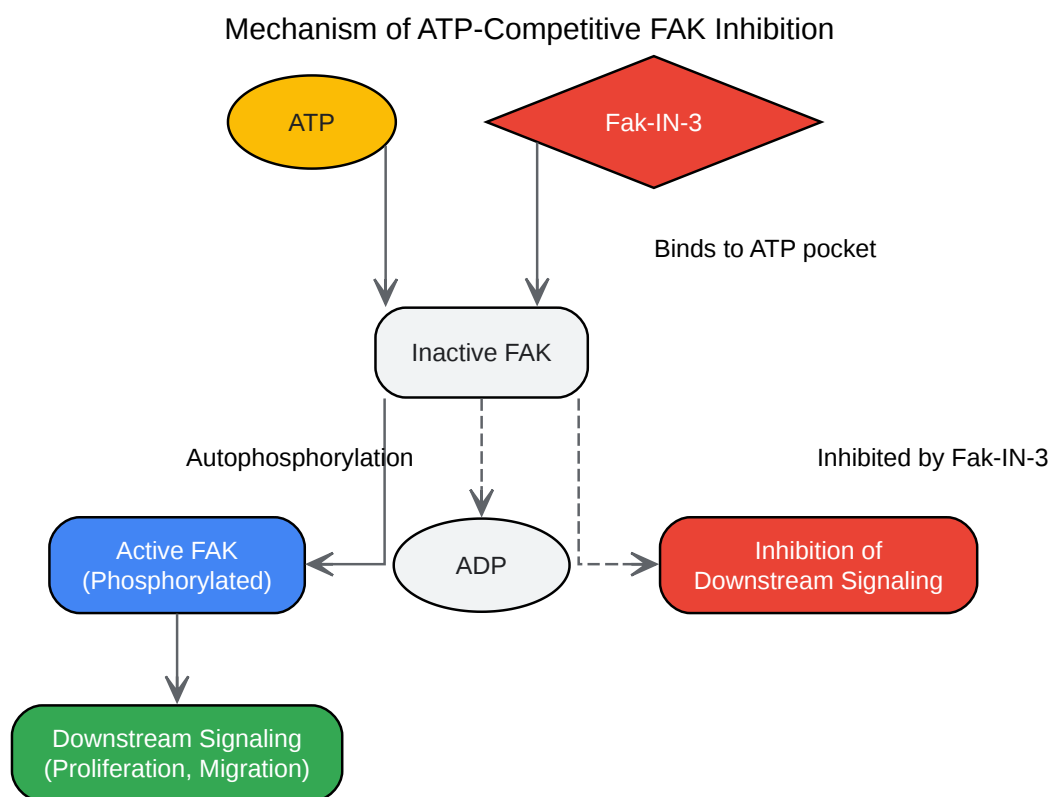 Mechanism of ATP-Competitive FAK Inhibition
ATP
Fak-IN-3
Binds to ATP pocket
Inactive FAK
Autophosphorylation
Inhibited by Fak-IN-3
Active FAK
(Phosphorylated)
ADP
Inhibition of
Downstream Signaling
Downstream Signaling
(Proliferation, Migration)